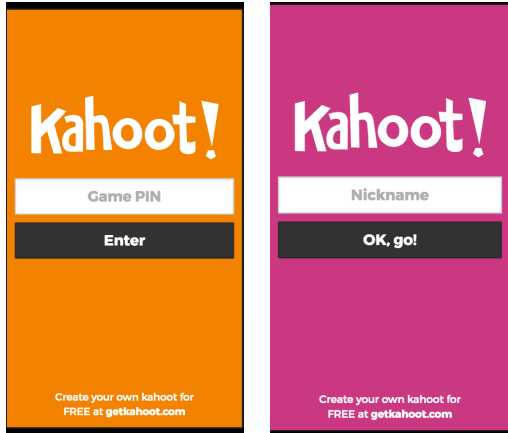 Kahoot!
Game PIN
Enter
Create your own kahoot for
FREE at getkahoot.com
Kahoot!
Nickname
OK, go!
Create your own kahoot for
FREE at getkahoot.com